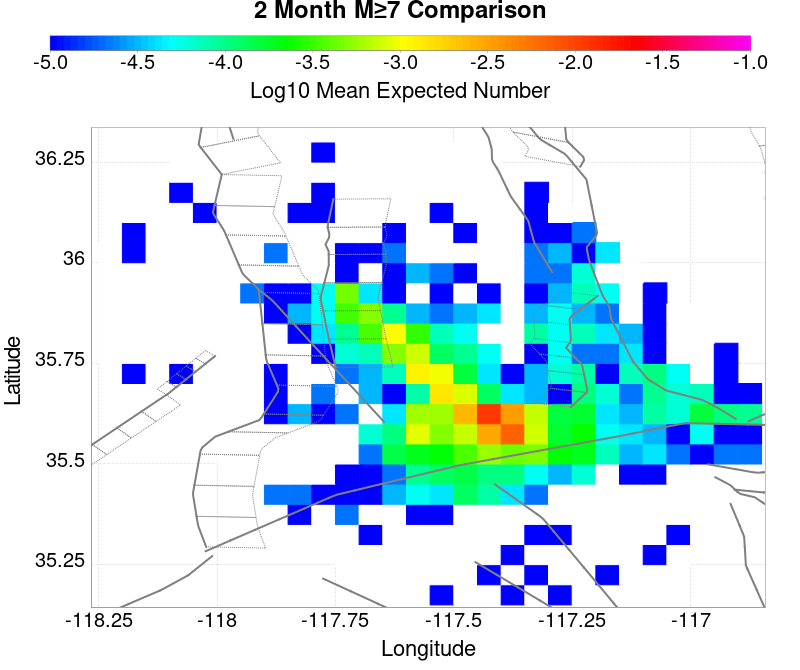 2 Month M≥7 Comparison
-5.0 -4.5 -4.0 -3.5 -3.0 -2.5 -2.0 -1.5 -1.0
Log10 Mean Expected Number
36.25
36
35.75
35.5
35.25
Latitude
-118.25 -118 -117.75 -117.5 -117.25 -117
Longitude